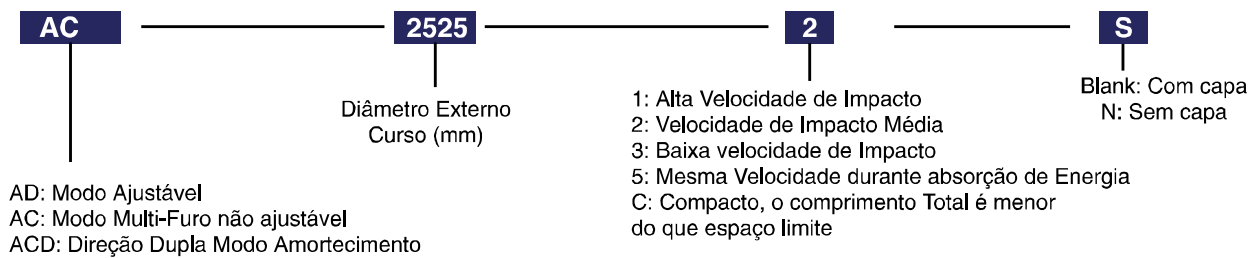 AC 2525 2 S
Diâmetro Externo
Curso (mm)
1: Alta Velocidade de Impacto
2: Velocidade de Impacto Média
3: Baixa velocidade de Impacto
5: Mesma Velocidade durante absorção de Energia
C: Compacto, o comprimento Total é menor
do que espaço limite
Blank: Com capa
N: Sem capa
AD: Modo Ajustável
AC: Modo Multi-Furo não ajustável
ACD: Direção Dupla Modo Amortecimento